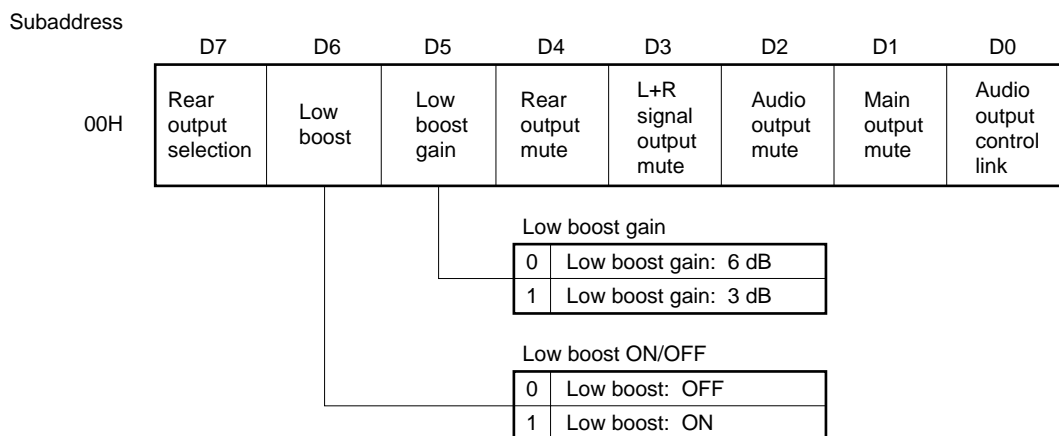 Subaddress
D7 D6 D5 D4 D3 D2 D1 D0
00H
Rear
output
selection
Low
boost
Low
boost
gain
Rear
output
mute
L+R
signal
output
mute
Audio
output
mute
Main
output
mute
Audio
output
control
link
Low boost gain
0 Low boost gain: 6 dB
1 Low boost gain: 3 dB
Low boost ON/OFF
0 Low boost: OFF
1 Low boost: ON